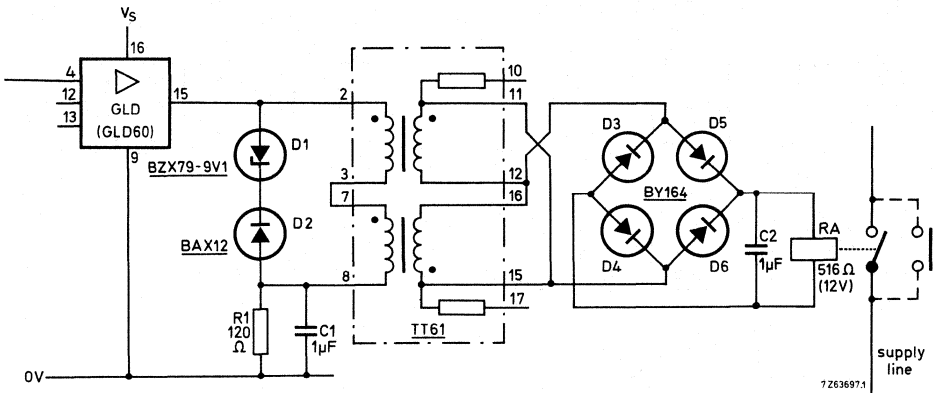 VS
16
4
12
13
GLD
(GLD60)
15
9
D1
BZX79-9V1
D2
BAX12
R1
120
Ω
C1
1µF
0V
2
3
7
8
10
11
12
16
15
17
TT61
D3
D5
BY164
D4
D6
C2
1µF
RA
516Ω
(12V)
supply
line
7Z63697.1